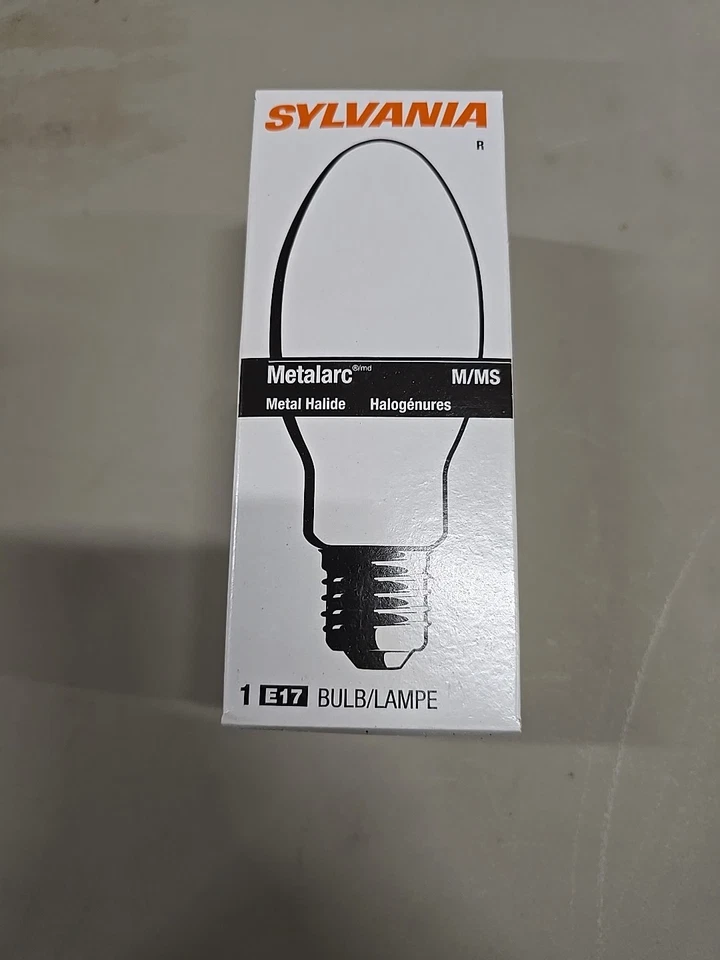 SYLVANIA
R
Metalarc®/md M/MS
Metal Halide Halogénures
1 E17 BULB/LAMPE